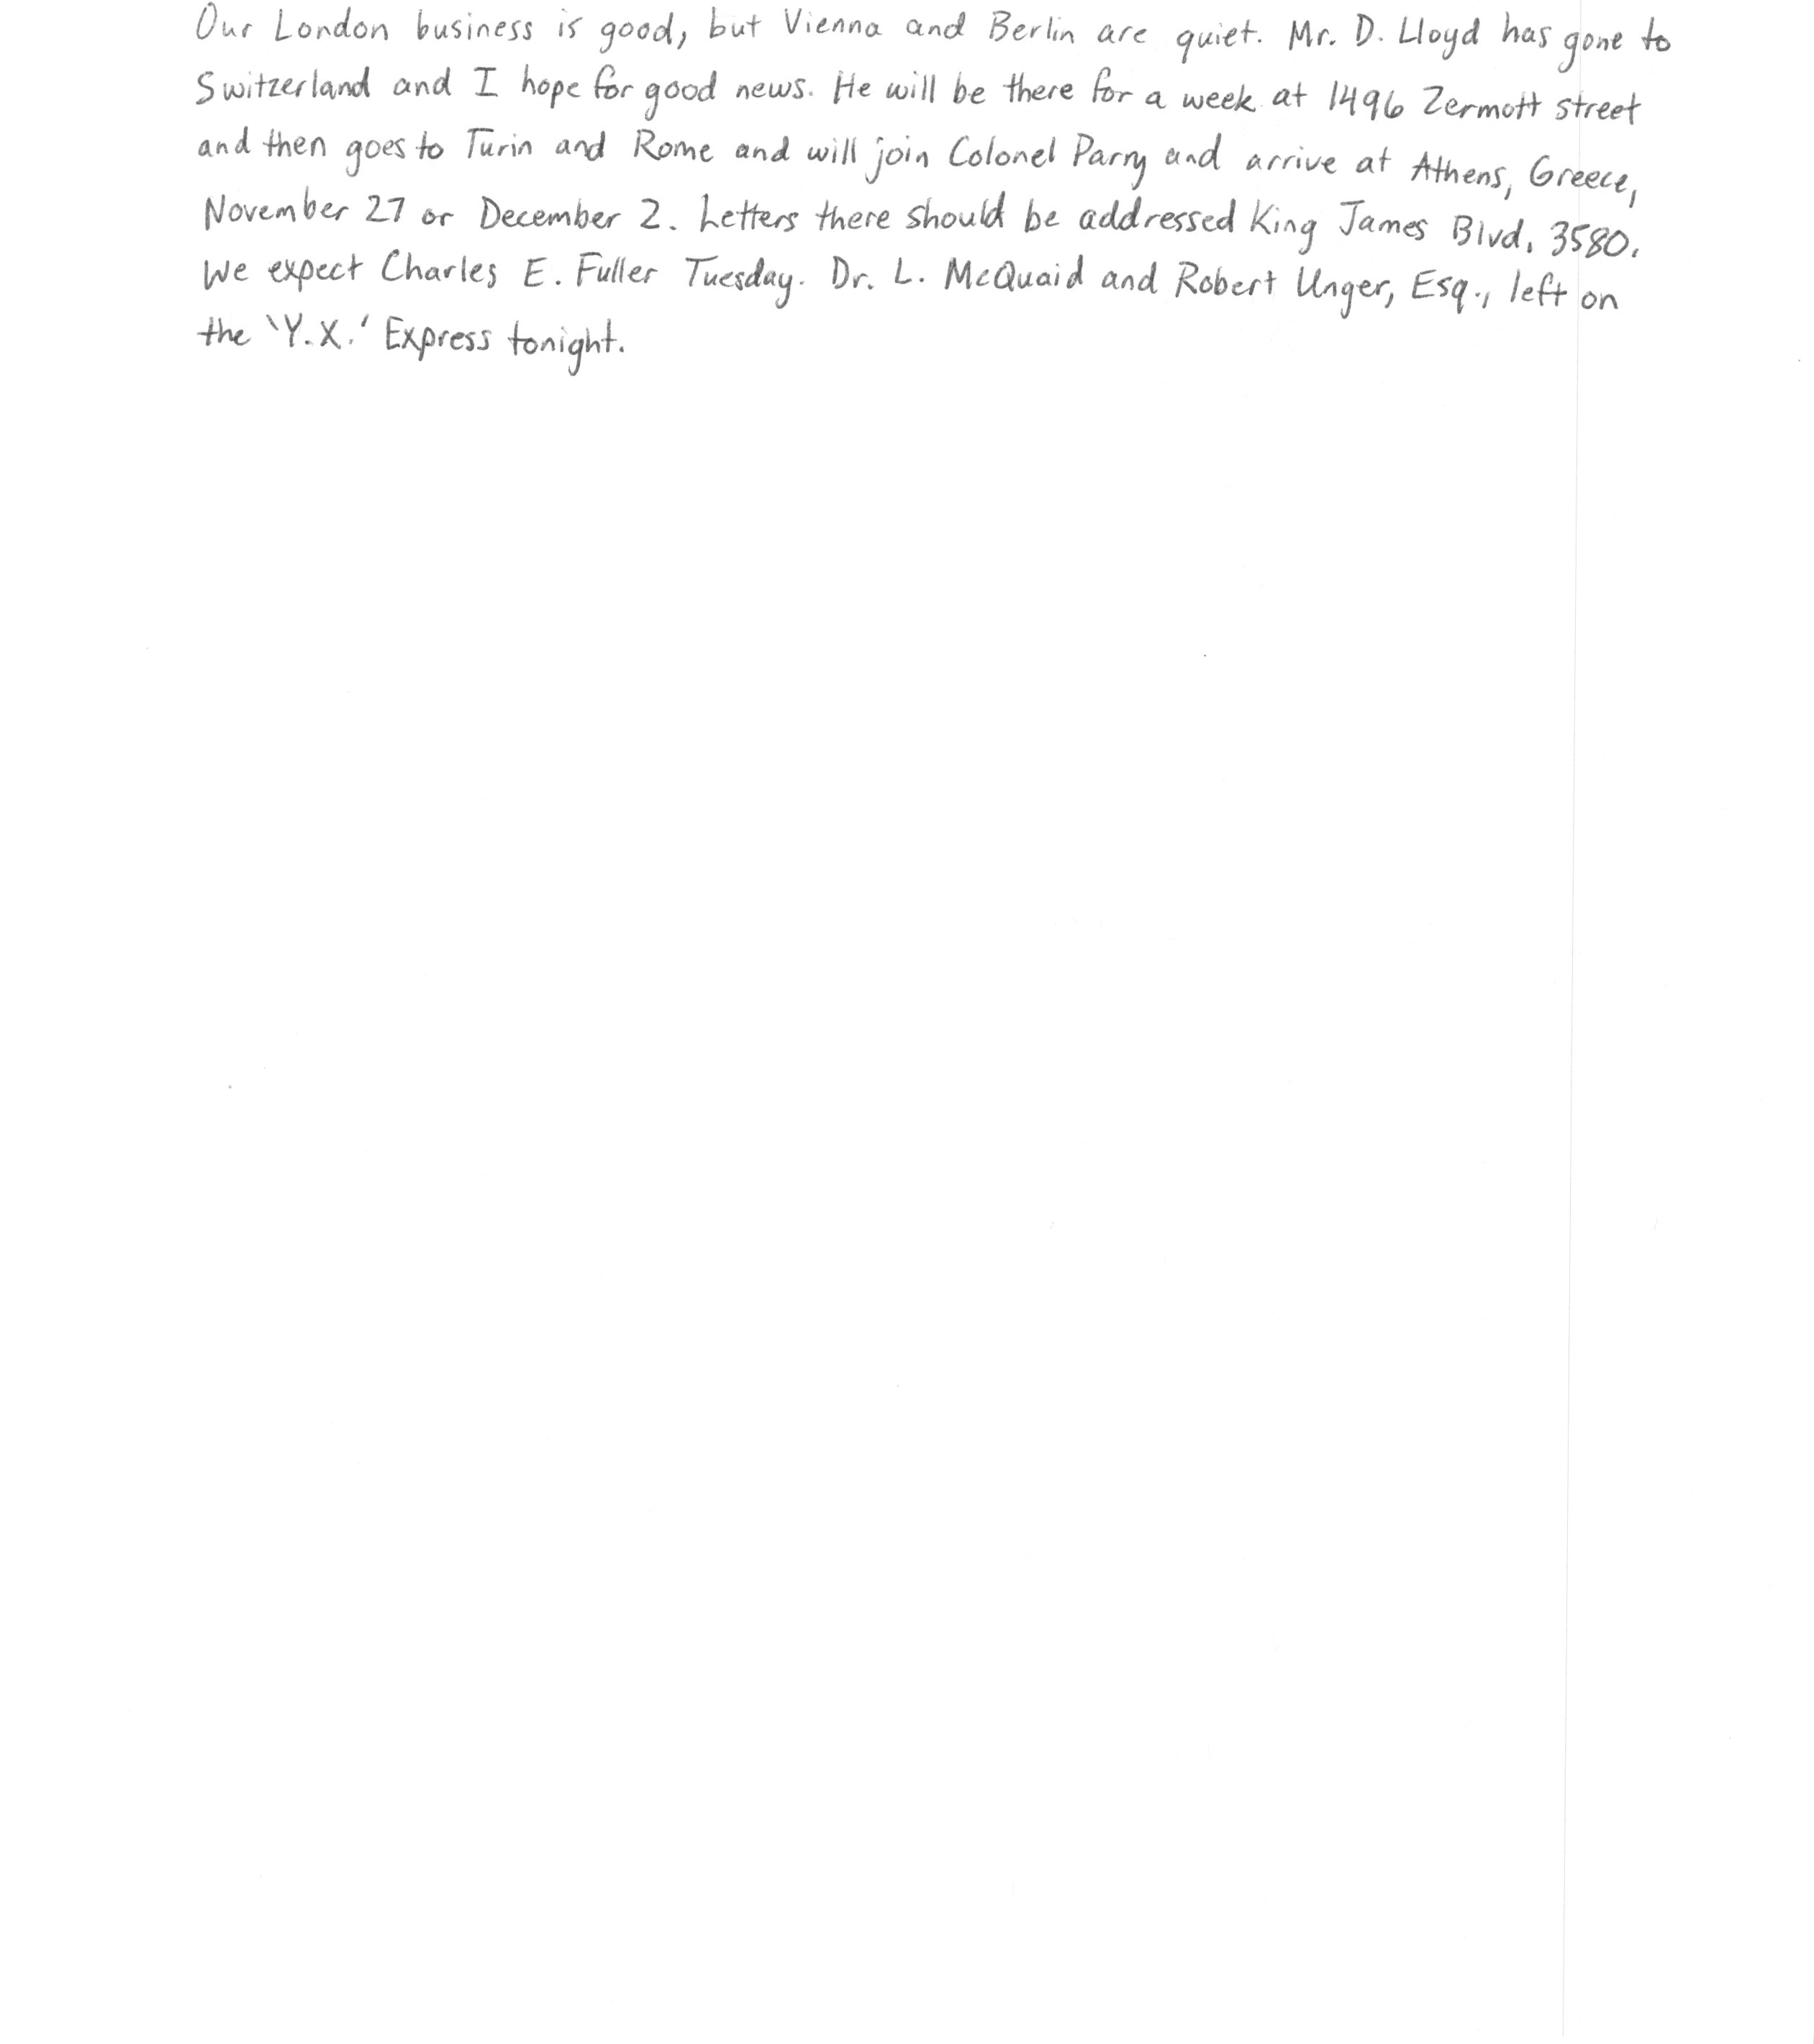 Our London business is good, but Vienna and Berlin are quiet. Mr. D. Lloyd has gone to
Switzerland and I hope for good news. He will be there for a week at 1496 Zermott street
and then goes to Turin and Rome and will join Colonel Parry and arrive at Athens, Greece,
November 27 or December 2. Letters there should be addressed King James Blvd. 3580.
We expect Charles E. Fuller Tuesday. Dr. L. McQuaid and Robert Unger, Esq., left on
the 'Y.X.' Express tonight.